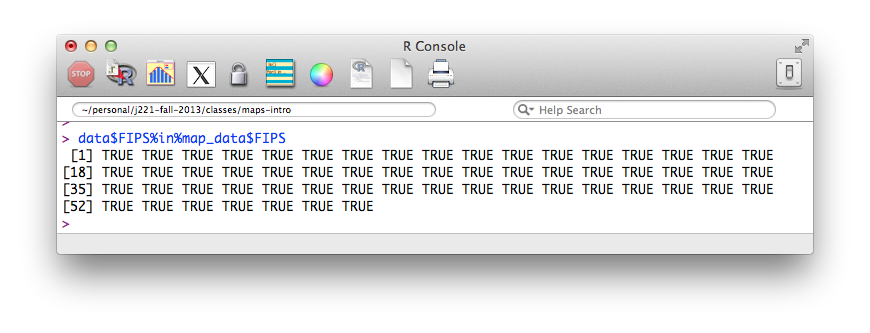 R Console
STOP
R
X
R
~/personal/j221-fall-2013/classes/maps-intro
Help Search
>
> data$FIPS%in%map_data$FIPS
[1] TRUE TRUE TRUE TRUE TRUE TRUE TRUE TRUE TRUE TRUE TRUE TRUE TRUE TRUE TRUE TRUE TRUE
[18] TRUE TRUE TRUE TRUE TRUE TRUE TRUE TRUE TRUE TRUE TRUE TRUE TRUE TRUE TRUE TRUE TRUE
[35] TRUE TRUE TRUE TRUE TRUE TRUE TRUE TRUE TRUE TRUE TRUE TRUE TRUE TRUE TRUE TRUE TRUE
[52] TRUE TRUE TRUE TRUE TRUE TRUE TRUE
>